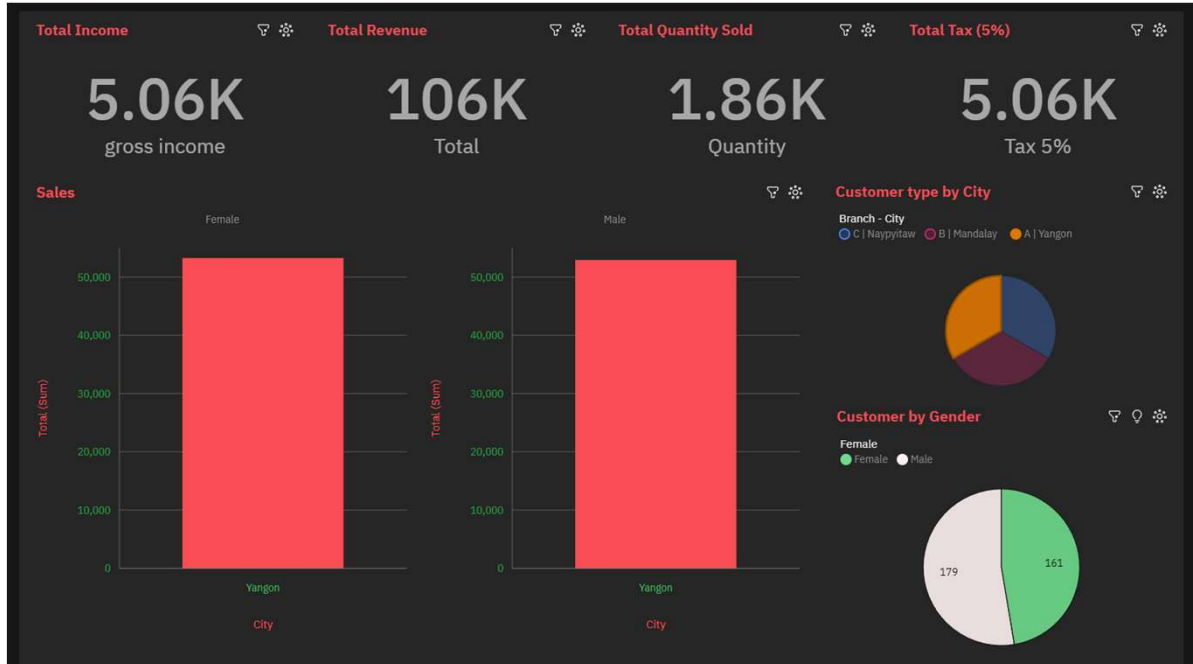 Total Income
Total Revenue
Total Quantity Sold
Total Tax (5%)
5.06K
gross income
106K
Total
1.86K
Quantity
5.06K
Tax 5%
Sales
Female
Male
50,000
40,000
30,000
20,000
10,000
0
Total (Sum)
Yangon
City
50,000
40,000
30,000
20,000
10,000
0
Total (Sum)
Yangon
City
Customer type by City
Branch - City
C | Naypyitaw B | Mandalay A | Yangon
Customer by Gender
Female
Female Male
179
161